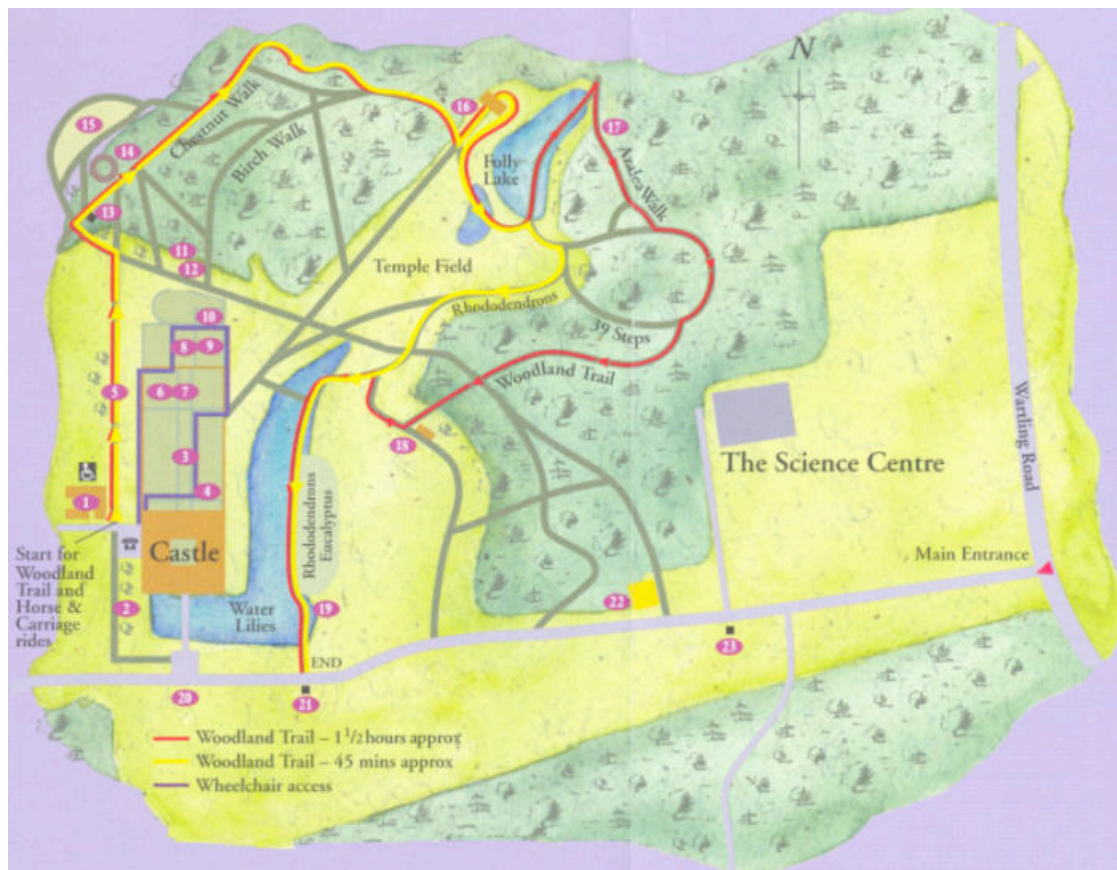 N
16
15
17
Chestnut Walk
14
Birch Walk
Folly
Lake
Azalea Walk
13
11
12
Temple Field
10
Rhododendrons
39 Steps
8
9
Woodland Trail
5
6
7
Wartling Road
18
3
The Science Centre
1
4
Rhododendrons
Eucalyptus
Castle
Start for
Woodland
Trail and
Horse &
Carriage
rides
Main Entrance
2
Water
Lilies
19
22
23
END
20
21
Woodland Trail – 1 1/2 hours approx
Woodland Trail – 45 mins approx
Wheelchair access